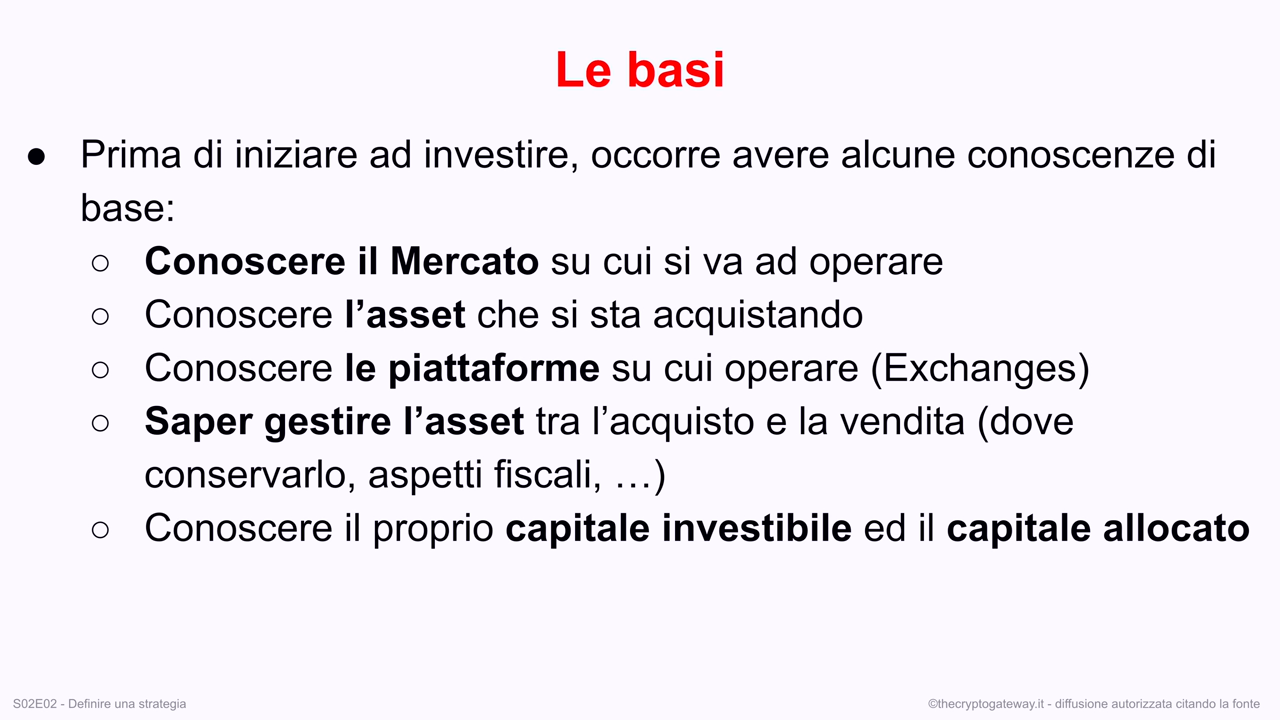 Le basi
● Prima di iniziare ad investire, occorre avere alcune conoscenze di
base:
○ Conoscere il Mercato su cui si va ad operare
○ Conoscere l’asset che si sta acquistando
○ Conoscere le piattaforme su cui operare (Exchanges)
○ Saper gestire l’asset tra l’acquisto e la vendita (dove
conservarlo, aspetti fiscali, …)
○ Conoscere il proprio capitale investibile ed il capitale allocato
S02E02 - Definire una strategia
©thecryptogateway.it - diffusione autorizzata citando la fonte